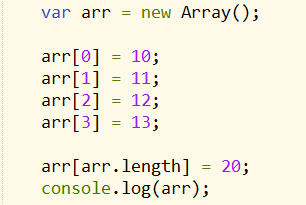 var arr = new Array();
arr[0] = 10;
arr[1] = 11;
arr[2] = 12;
arr[3] = 13;
arr[arr.length] = 20;
console.log(arr);